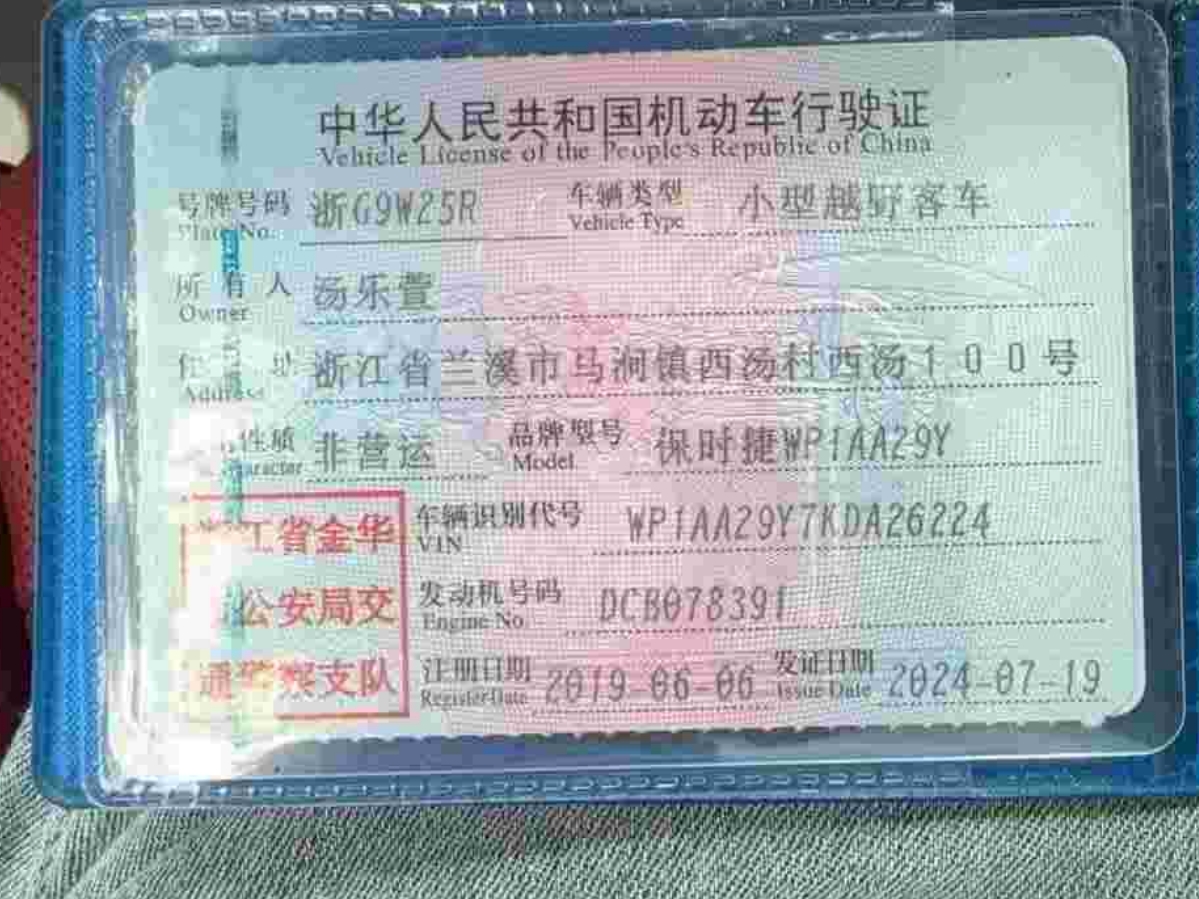 中华人民共和国机动车行驶证
Vehicle License of the People's Republic of China
号牌号码 浙G9W25R 车辆类型 小型越野客车
Plate No. Vehicle Type
所有人 汤乐萱
Owner
住址 浙江省兰溪市马涧镇西汤村西汤100号
Address
性质 非营运 品牌型号 保时捷WP1AA29Y
aracter Model
江省金华 车辆识别代号 WP1AA29Y7KDA26224
VIN
公安局交 发动机号码 DCB078391
Engine No.
通警察支队 注册日期 2019-06-06 发证日期 2024-07-19
Register Date Issue Date